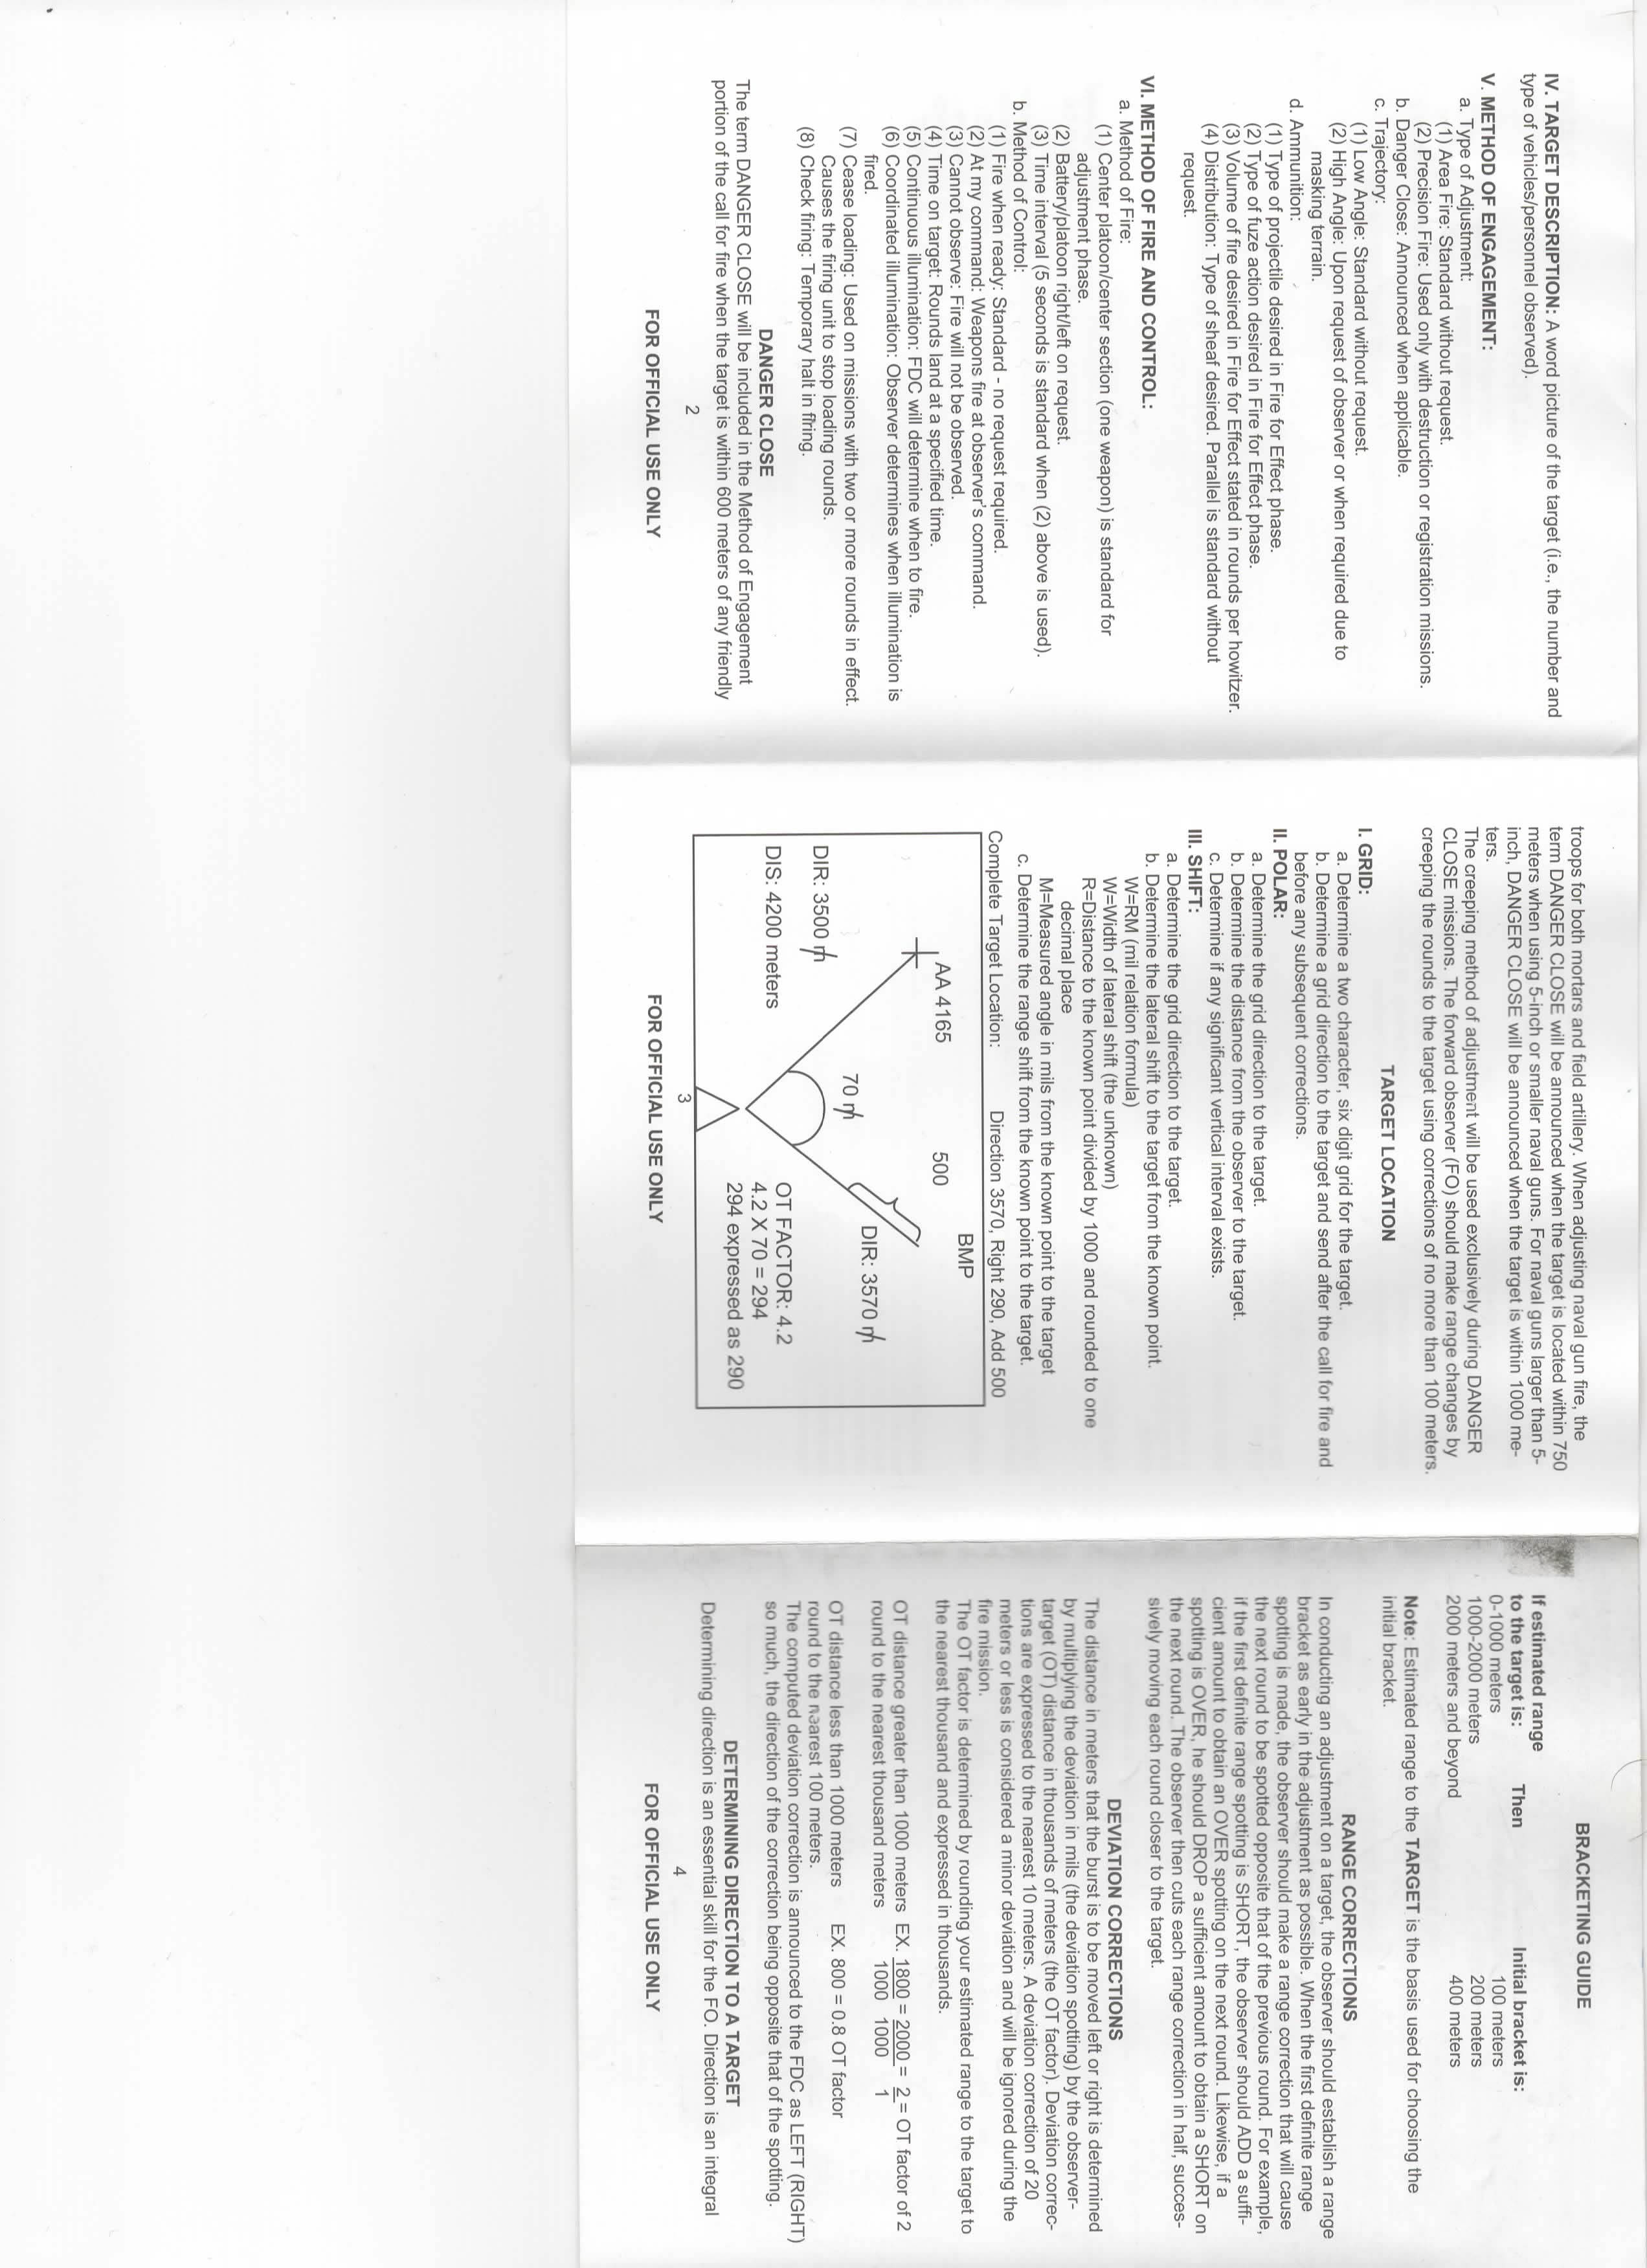 IV. TARGET DESCRIPTION: A word picture of the target (i.e., the number and
type of vehicles/personnel observed).
V. METHOD OF ENGAGEMENT:
a. Type of Adjustment:
(1) Area Fire: Standard without request.
(2) Precision Fire: Used only with destruction or registration missions.
b. Danger Close: Announced when applicable.
c. Trajectory:
(1) Low Angle: Standard without request.
(2) High Angle: Upon request of observer or when required due to
masking terrain.
d. Ammunition:
(1) Type of projectile desired in Fire for Effect phase.
(2) Type of fuze action desired in Fire for Effect phase.
(3) Volume of fire desired in Fire for Effect stated in rounds per howitzer.
(4) Distribution: Type of sheaf desired. Parallel is standard without
request.
VI. METHOD OF FIRE AND CONTROL:
a. Method of Fire:
(1) Center platoon/center section (one weapon) is standard for
adjustment phase.
(2) Battery/platoon right/left on request.
(3) Time interval (5 seconds is standard when (2) above is used).
b. Method of Control:
(1) Fire when ready: Standard - no request required.
(2) At my command: Weapons fire at observer's command.
(3) Cannot observe: Fire will not be observed.
(4) Time on target: Rounds land at a specified time.
(5) Continuous illumination: FDC will determine when to fire.
(6) Coordinated illumination: Observer determines when illumination is
fired.
(7) Cease loading: Used on missions with two or more rounds in effect.
Causes the firing unit to stop loading rounds.
(8) Check firing: Temporary halt in firing.
DANGER CLOSE
The term DANGER CLOSE will be included in the Method of Engagement
portion of the call for fire when the target is within 600 meters of any friendly
2
FOR OFFICIAL USE ONLY
troops for both mortars and field artillery. When adjusting naval gun fire, the
term DANGER CLOSE will be announced when the target is located within 750
meters when using 5-inch or smaller naval guns. For naval guns larger than 5-
inch, DANGER CLOSE will be announced when the target is within 1000 me-
ters.
The creeping method of adjustment will be used exclusively during DANGER
CLOSE missions. The forward observer (FO) should make range changes by
creeping the rounds to the target using corrections of no more than 100 meters.
TARGET LOCATION
I. GRID:
a. Determine a two character, six digit grid for the target.
b. Determine a grid direction to the target and send after the call for fire and
before any subsequent corrections.
II. POLAR:
a. Determine the grid direction to the target.
b. Determine the distance from the observer to the target.
c. Determine if any significant vertical interval exists.
III. SHIFT:
a. Determine the grid direction to the target.
b. Determine the lateral shift to the target from the known point.
W=RM (mil relation formula)
W=Width of lateral shift (the unknown)
R=Distance to the known point divided by 1000 and rounded to one
decimal place
M=Measured angle in mils from the known point to the target
c. Determine the range shift from the known point to the target.
Complete Target Location: Direction 3570, Right 290, Add 500
BMP
AA 4165
500
DIR: 3570 m
70 m
DIR: 3500 m
DIS: 4200 meters
OT FACTOR: 4.2
4.2 X 70 = 294
294 expressed as 290
3
FOR OFFICIAL USE ONLY
BRACKETING GUIDE
If estimated range
to the target is: Then Initial bracket is:
0-1000 meters 100 meters
1000-2000 meters 200 meters
2000 meters and beyond 400 meters
Note: Estimated range to the TARGET is the basis used for choosing the
initial bracket.
RANGE CORRECTIONS
In conducting an adjustment on a target, the observer should establish a range
bracket as early in the adjustment as possible. When the first definite range
spotting is made, the observer should make a range correction that will cause
the next round to be spotted opposite that of the previous round. For example,
if the first definite range spotting is SHORT, the observer should ADD a suffi-
cient amount to obtain an OVER spotting on the next round. Likewise, if a
spotting is OVER, he should DROP a sufficient amount to obtain a SHORT on
the next round. The observer then cuts each range correction in half, succes-
sively moving each round closer to the target.
DEVIATION CORRECTIONS
The distance in meters that the burst is to be moved left or right is determined
by multiplying the deviation in mils (the deviation spotting) by the observer-
target (OT) distance in thousands of meters (the OT factor). Deviation correc-
tions are expressed to the nearest 10 meters. A deviation correction of 20
meters or less is considered a minor deviation and will be ignored during the
fire mission.
The OT factor is determined by rounding your estimated range to the target to
the nearest thousand and expressed in thousands.
OT distance greater than 1000 meters EX. 1800 = 2000 = 2 = OT factor of 2
round to the nearest thousand meters 1000 1000 1
OT distance less than 1000 meters EX. 800 = 0.8 OT factor
round to the nearest 100 meters.
The computed deviation correction is announced to the FDC as LEFT (RIGHT)
so much, the direction of the correction being opposite that of the spotting.
DETERMINING DIRECTION TO A TARGET
Determining direction is an essential skill for the FO. Direction is an integral
4
FOR OFFICIAL USE ONLY